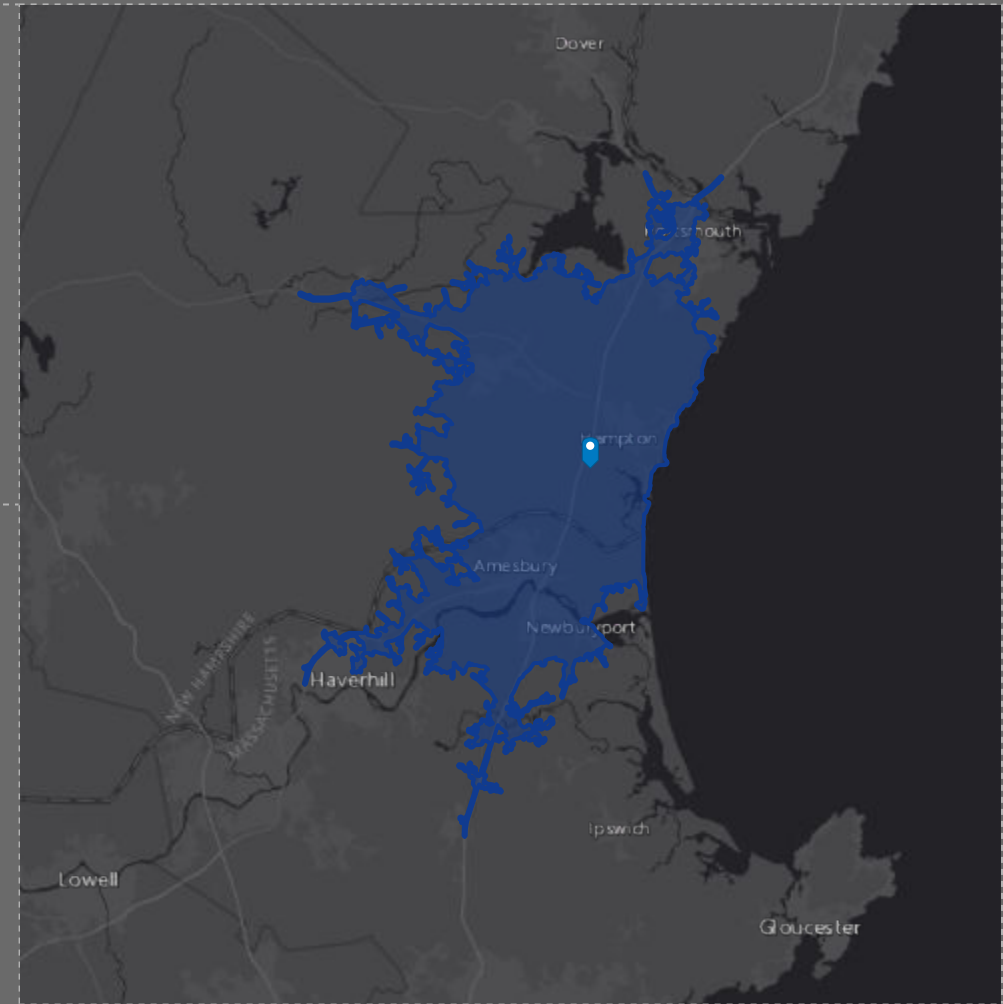 Dover
Portsmouth
Hampton
Amesbury
Newburyport
NEW HAMPSHIRE
MASSACHUSETTS
Haverhill
Ipswich
Lowell
Gloucester